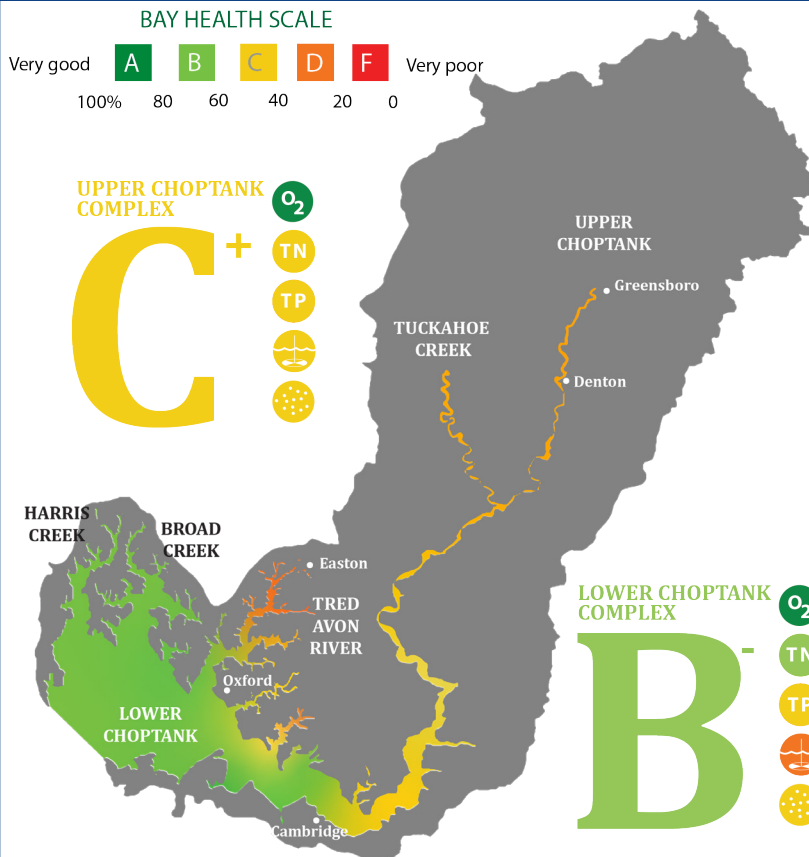 BAY HEALTH SCALE
Very good A B C D F Very poor
100% 80 60 40 20 0
UPPER CHOPTANK
COMPLEX
C+
O2
TN
TP
UPPER
CHOPTANK
Greensboro
TUCKAHOE
CREEK
Denton
HARRIS
CREEK
BROAD
CREEK
Easton
TRED
AVON
RIVER
Oxford
LOWER
CHOPTANK
Cambridge
LOWER CHOPTANK
COMPLEX
B-
O2
TN
TP